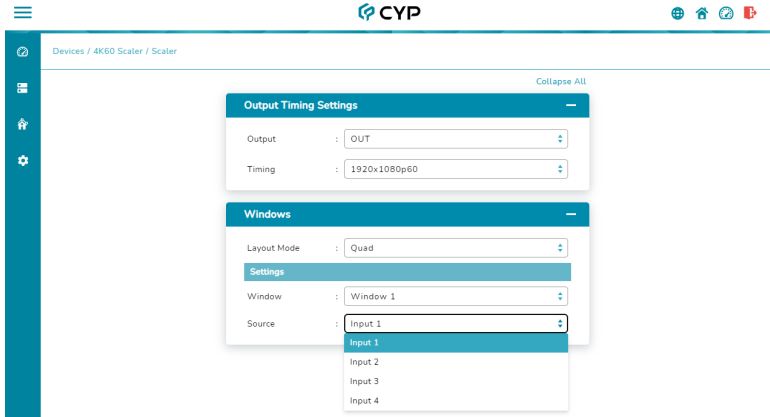 CYP
Devices / 4K60 Scaler / Scaler
Collapse All
Output Timing Settings
Output : OUT
Timing : 1920x1080p60
Windows
Layout Mode : Quad
Settings
Window : Window 1
Source : Input 1
Input 1
Input 2
Input 3
Input 4